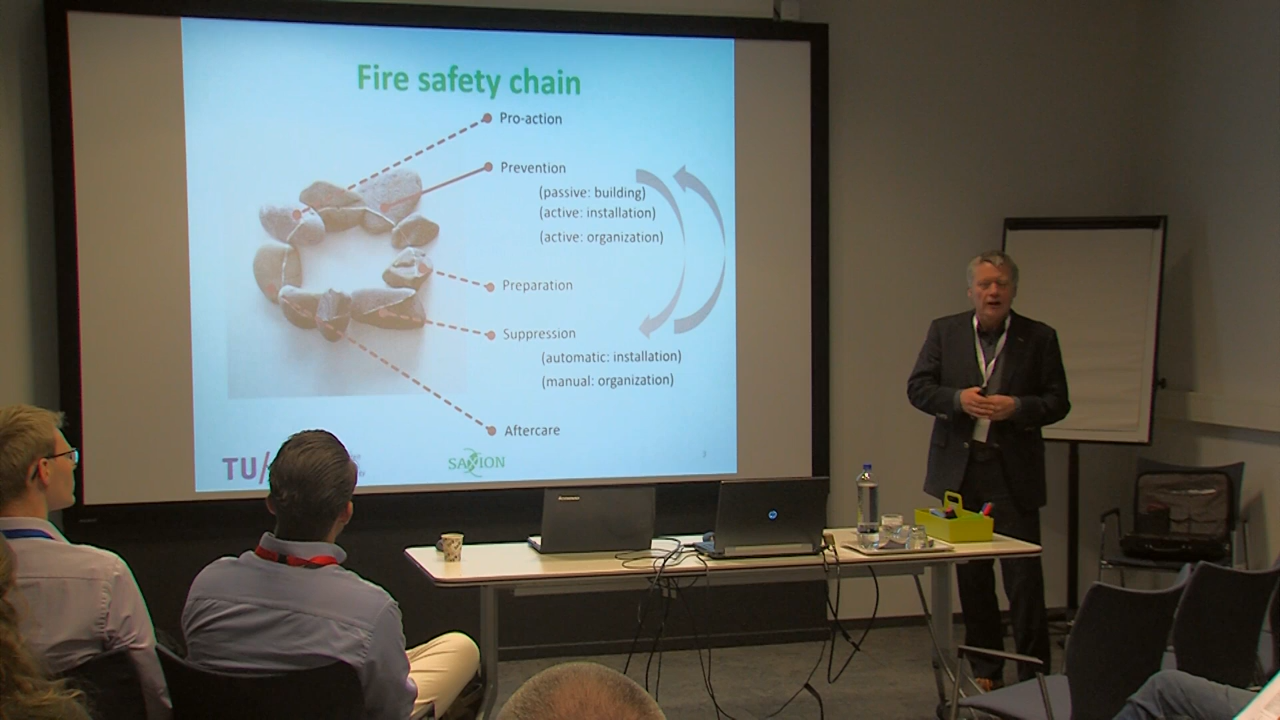 Fire safety chain
Pro-action
Prevention
(passive: building)
(active: installation)
(active: organization)
Preparation
Suppression
(automatic: installation)
(manual: organization)
Aftercare
TU/
SAXION
3